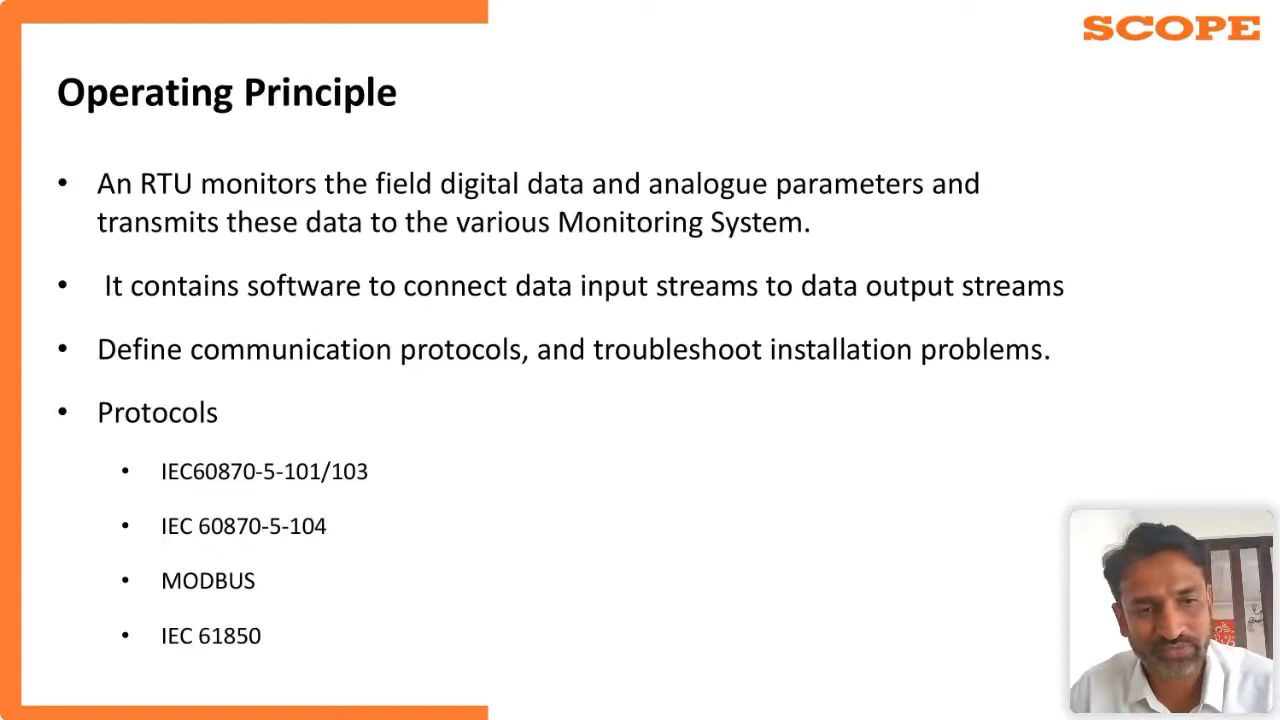 SCOPE
Operating Principle
• An RTU monitors the field digital data and analogue parameters and
transmits these data to the various Monitoring System.
• It contains software to connect data input streams to data output streams
• Define communication protocols, and troubleshoot installation problems.
• Protocols
• IEC60870-5-101/103
• IEC 60870-5-104
• MODBUS
• IEC 61850